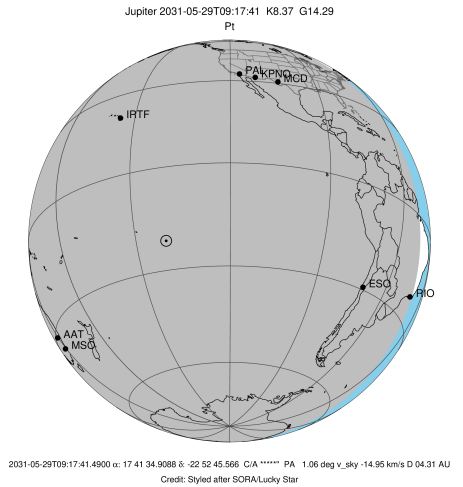 Jupiter 2031-05-29T09:17:41 K8.37 G14.29
Pt
PAL
KPNO
MCD
IRTF
ESO
RIO
AAT
MSO
2031-05-29T09:17:41.4900 α: 17 41 34.9088 δ: -22 52 45.566 C/A *****" PA 1.06 deg v_sky -14.95 km/s D 04.31 AU
Credit: Styled after SORA/Lucky Star